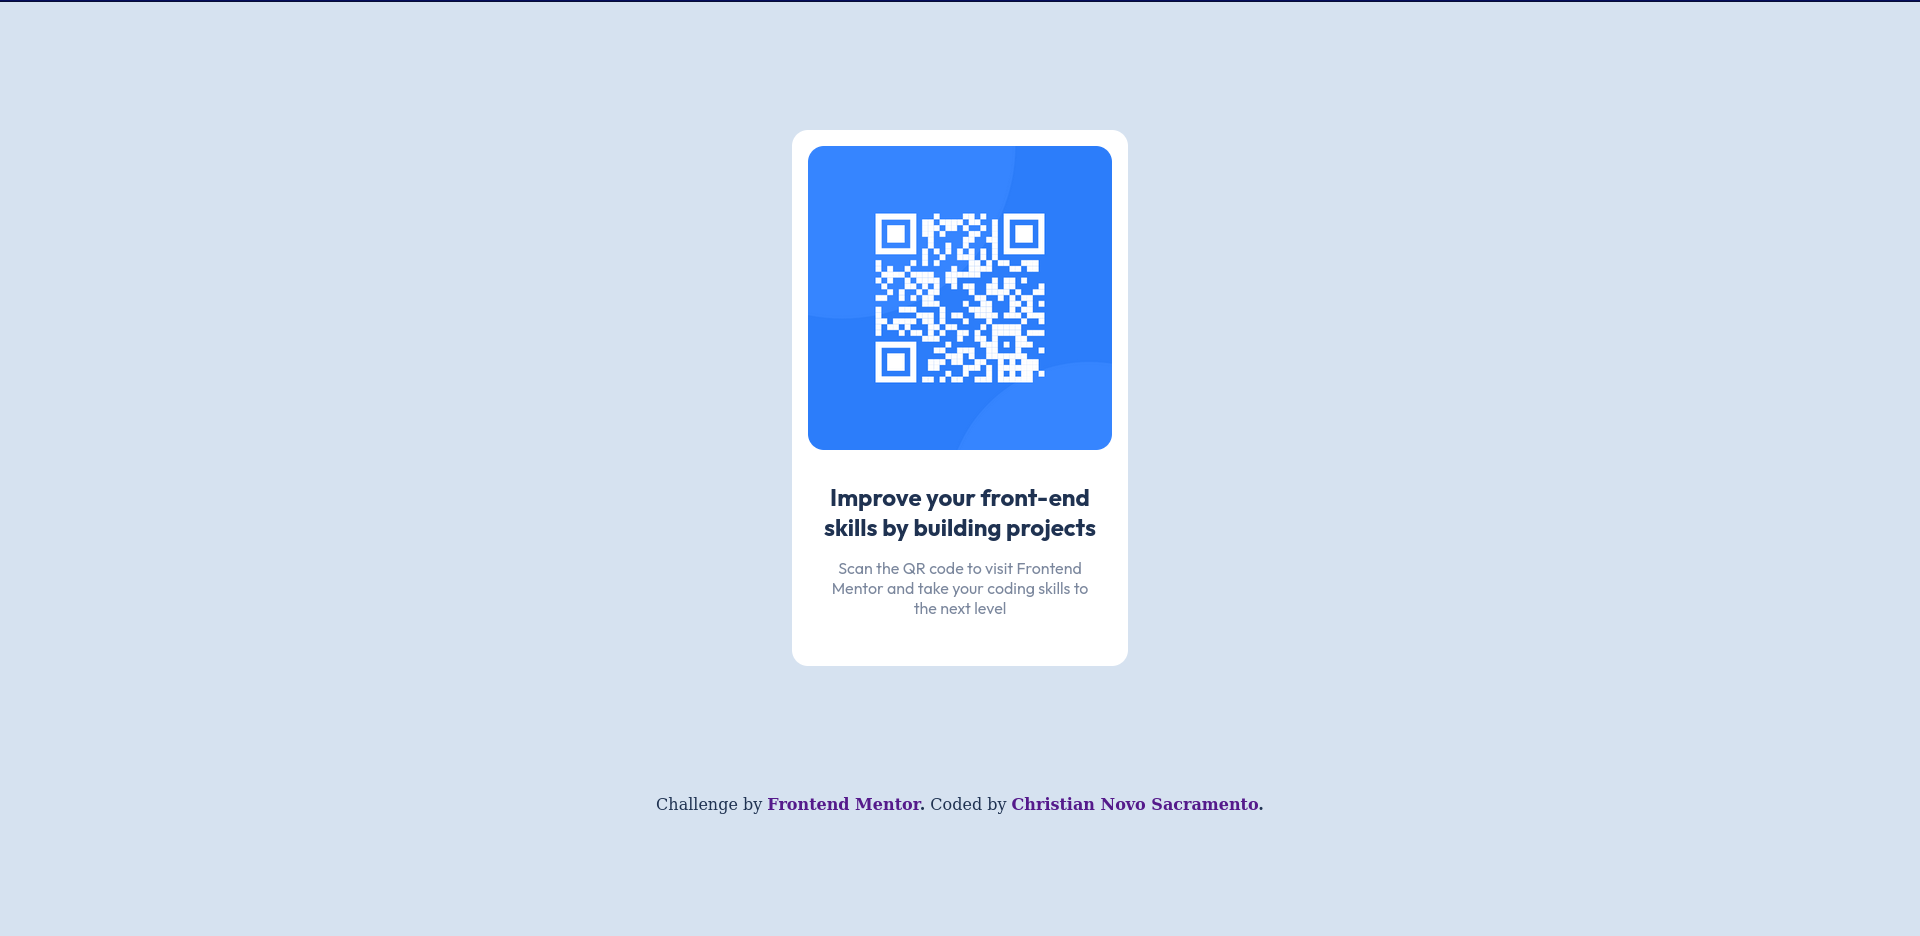 Improve your front-end
skills by building projects
Scan the QR code to visit Frontend
Mentor and take your coding skills to
the next level
Challenge by Frontend Mentor. Coded by Christian Novo Sacramento.